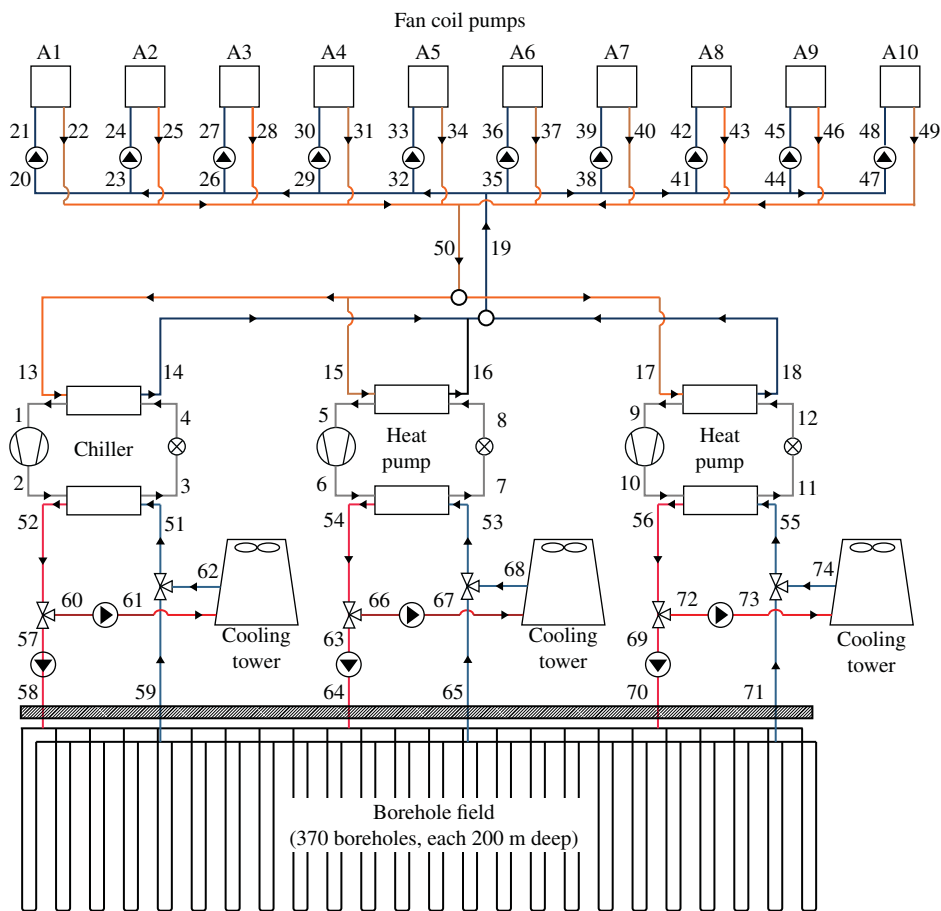 Fan coil pumps
A1 A2 A3 A4 A5 A6 A7 A8 A9 A10
21 22 24 25 27 28 30 31 33 34 36 37 39 40 42 43 45 46 48 49
20 23 26 29 32 35 38 41 44 47
50 19
13 14 15 16 17 18
1 4 5 8 9 12
Chiller Heat pump Heat pump
2 3 6 7 10 11
52 51 54 53 56 55
62 68 74
60 61 66 67 72 73
57 63 69
Cooling tower Cooling tower Cooling tower
58 59 64 65 70 71
Borehole field
(370 boreholes, each 200 m deep)